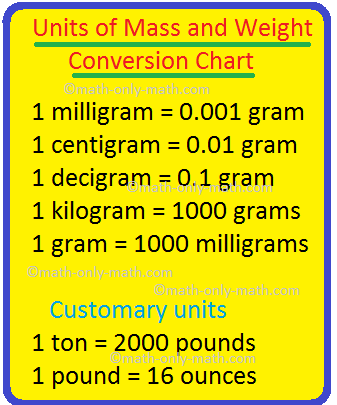 Units of Mass and Weight
Conversion Chart
©math-only-math.com
1 milligram = 0.001 gram
1 centigram = 0.01 gram
1 decigram = 0.1 gram
©math-only-math.com
1 kilogram = 1000 grams
1 gram = 1000 milligrams
©math-only-math.com
©math-only-math.com
Customary units
1 ton = 2000 pounds
©math-only-math.com
1 pound = 16 ounces